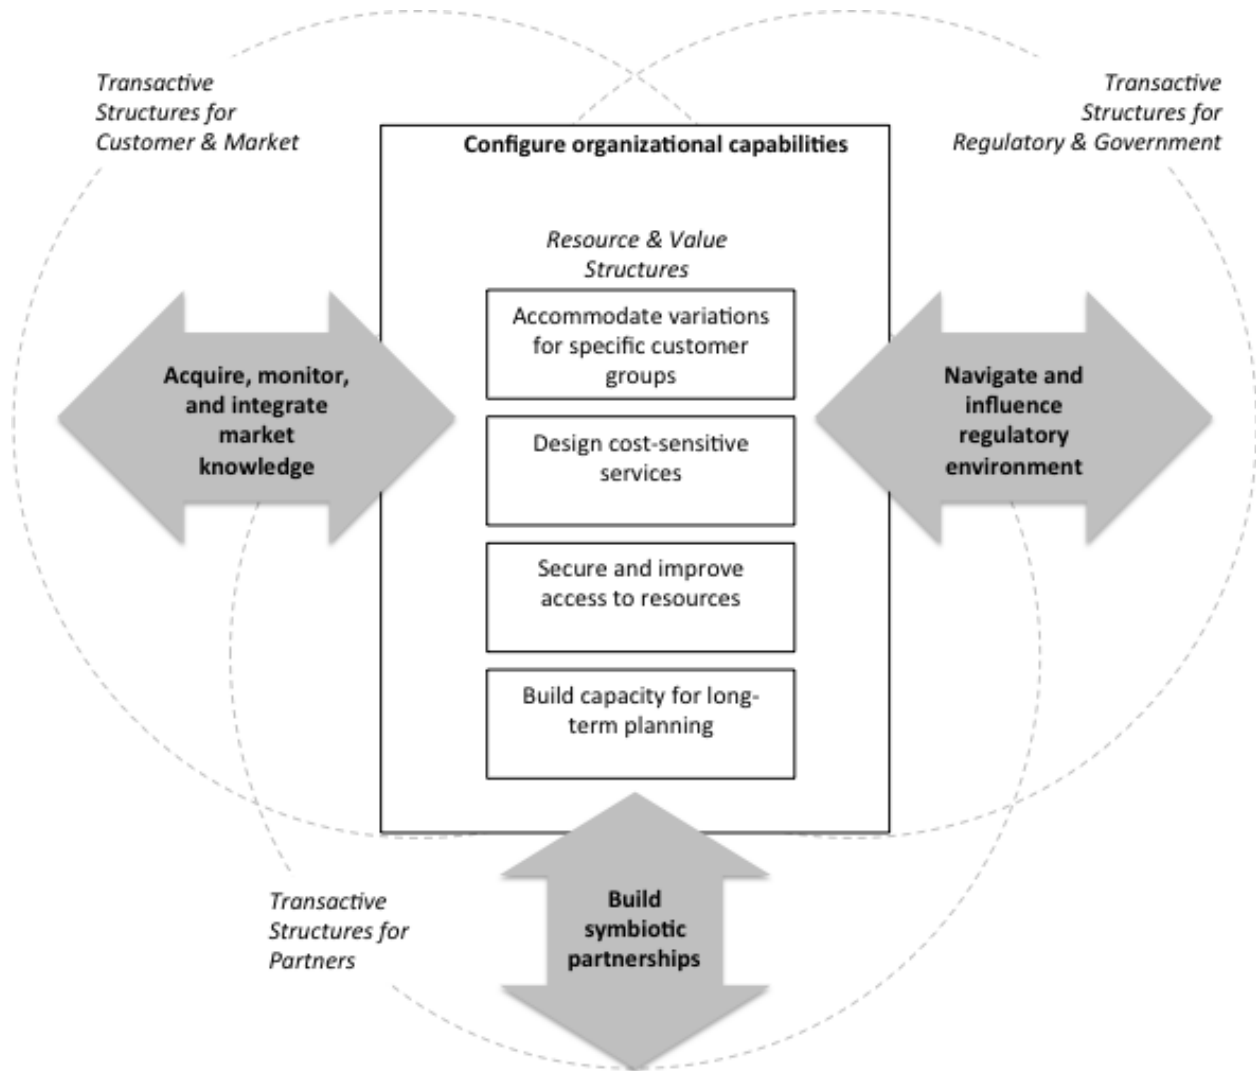 Transactive
Structures for
Customer & Market
Transactive
Structures for
Regulatory & Government
Configure organizational capabilities
Resource & Value
Structures
Accommodate variations
for specific customer
groups
Design cost-sensitive
services
Secure and improve
access to resources
Build capacity for long-
term planning
Acquire, monitor,
and integrate
market
knowledge
Navigate and
influence
regulatory
environment
Transactive
Structures for
Partners
Build
symbiotic
partnerships